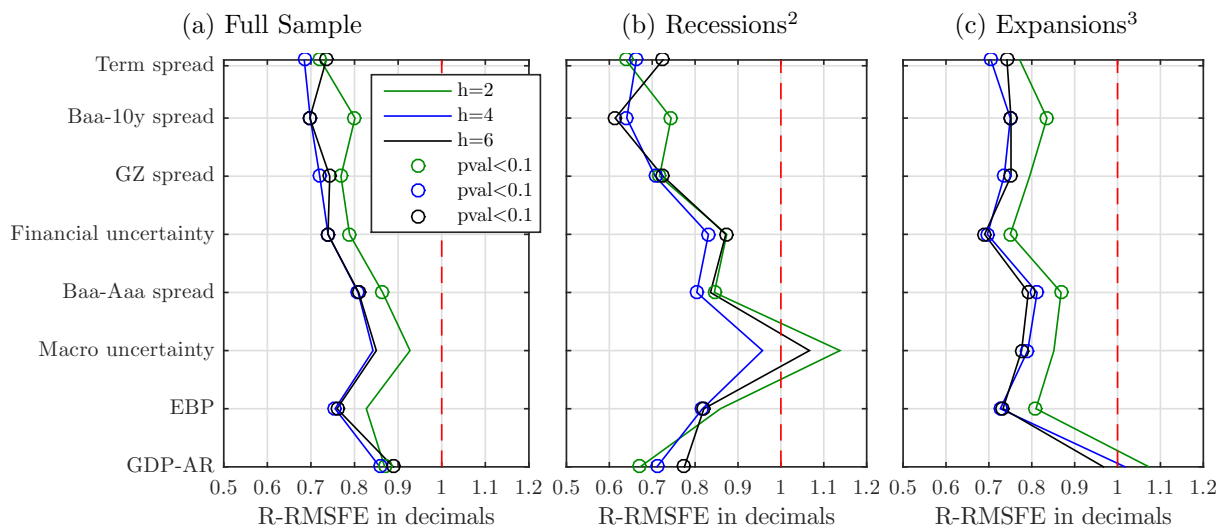 (a) Full Sample
(b) Recessions²
(c) Expansions³
Term spread
Baa-10y spread
GZ spread
Financial uncertainty
Baa-Aaa spread
Macro uncertainty
EBP
GDP-AR
h=2
h=4
h=6
pval<0.1
pval<0.1
pval<0.1
0.5 0.6 0.7 0.8 0.9 1 1.1 1.2
0.5 0.6 0.7 0.8 0.9 1 1.1 1.2
0.5 0.6 0.7 0.8 0.9 1 1.1 1.2
R-RMSFE in decimals
R-RMSFE in decimals
R-RMSFE in decimals